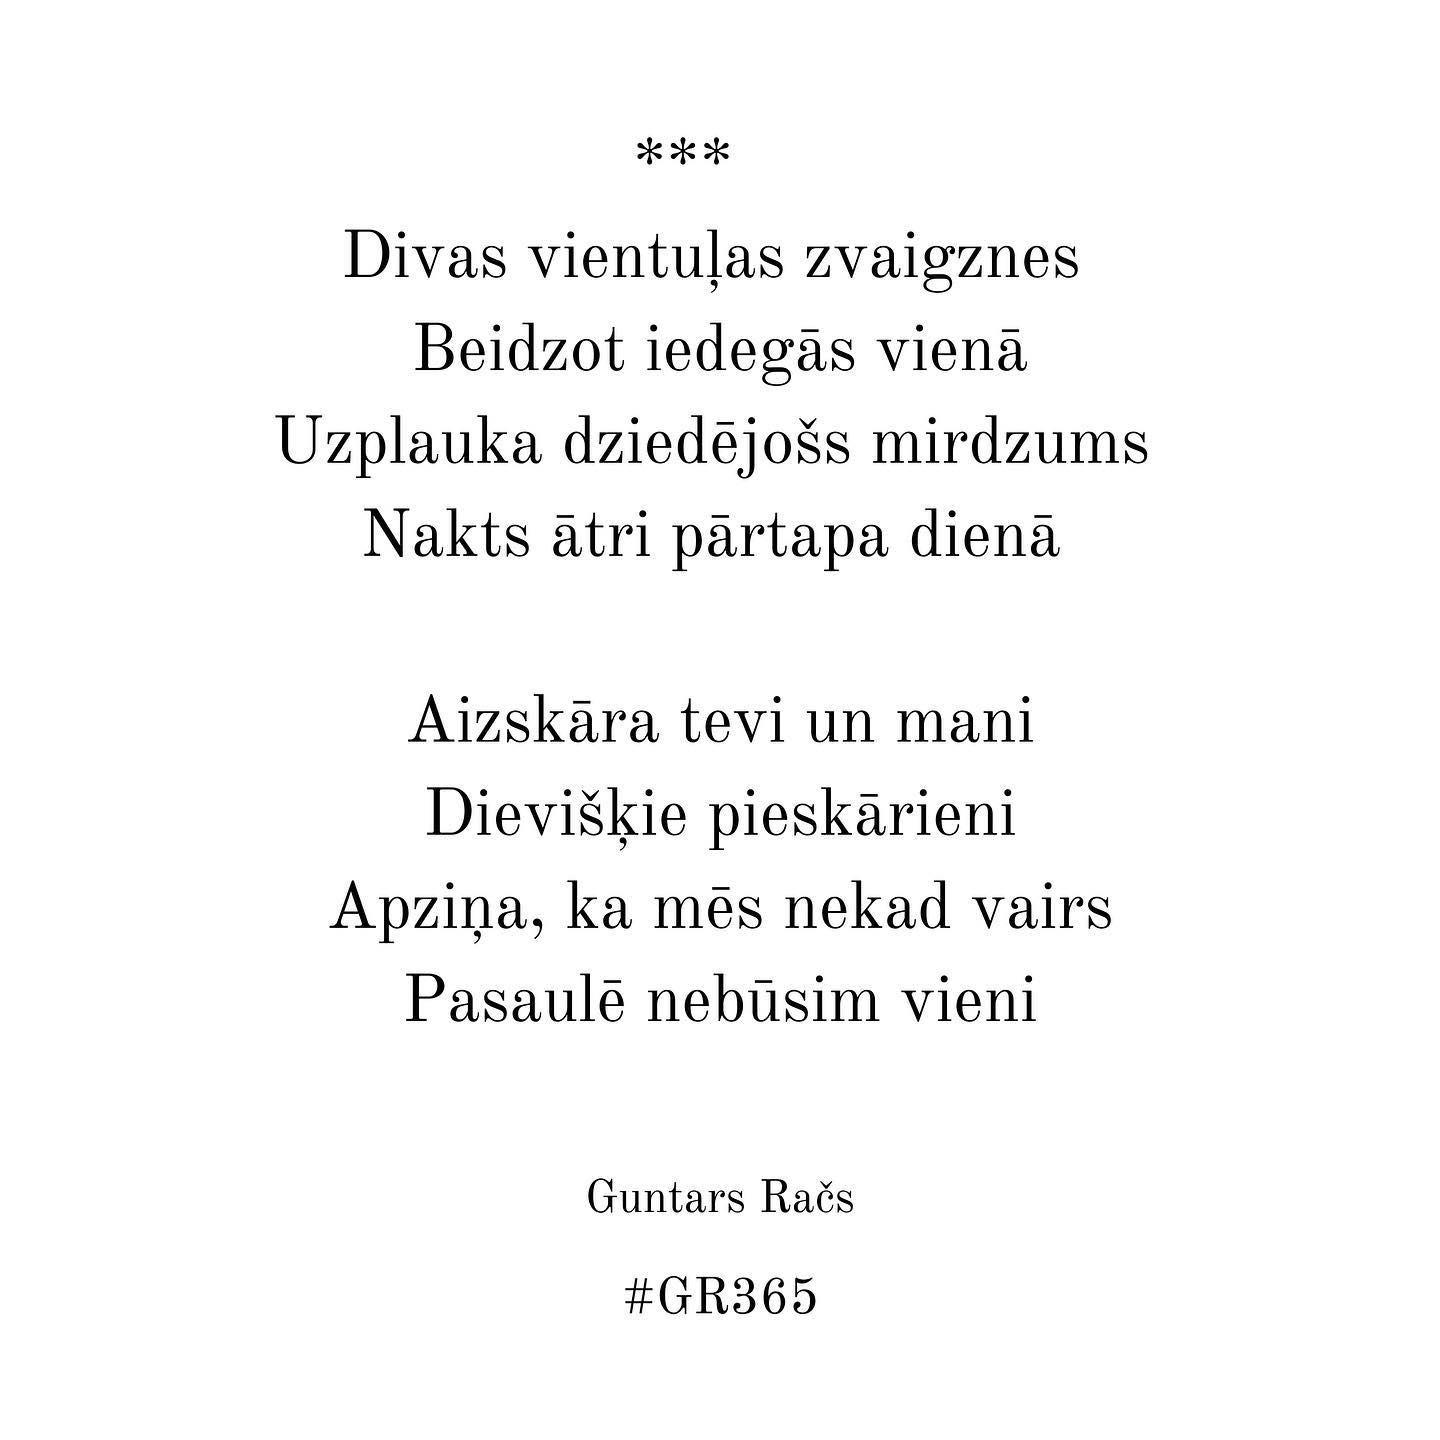 ***
Divas vientuļas zvaigznes
Beidzot iedegās vienā
Uzplauka dziedējošs mirdzums
Nakts ātri pārtapa dienā
Aizskāra tevi un mani
Dievišķie pieskārieni
Apziņa, ka mēs nekad vairs
Pasaulē nebūsim vieni
Guntars Račs
#GR365